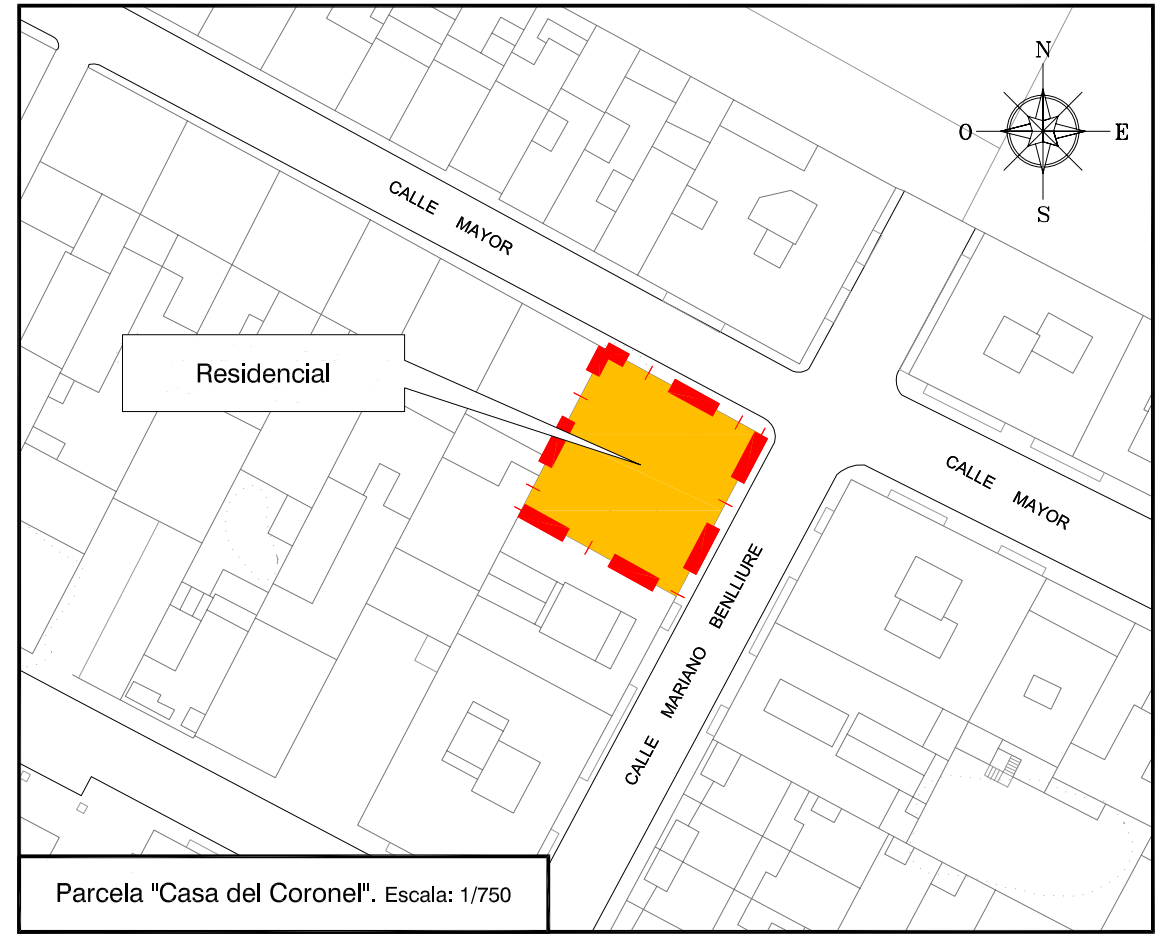 N
O
E
S
CALLE MAYOR
Residencial
CALLE MAYOR
CALLE MARIANO BENLLIURE
Parcela "Casa del Coronel". Escala: 1/750